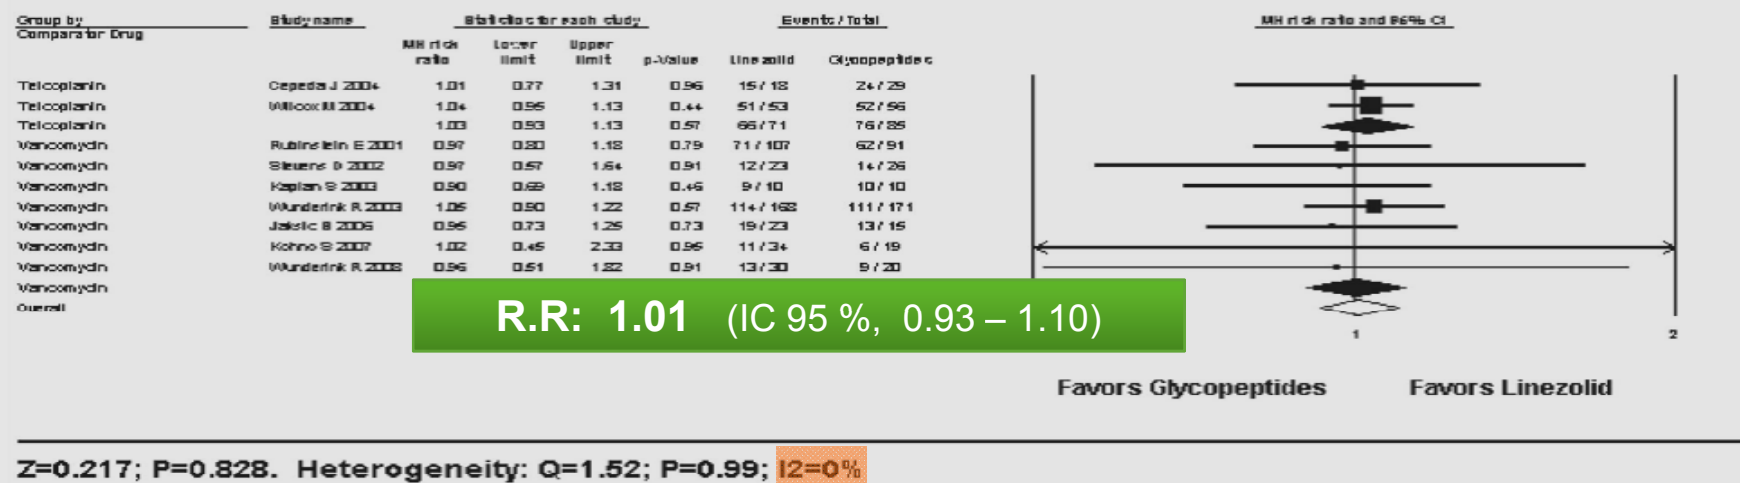 Group by Study name Statistics for each study Events / Total MH risk ratio and 95% CI
Comparator Drug
MH risk ratio Lower limit Upper limit p-Value Linezolid Glycopeptides
Teicoplanin Cepeda J 2004 1.01 0.77 1.31 0.96 15 / 18 24 / 29
Teicoplanin Wilcox M 2004 1.04 0.95 1.13 0.44 51 / 53 52 / 56
Teicoplanin 1.03 0.93 1.13 0.57 66 / 71 76 / 85
Vancomycin Rubinstein E 2001 0.97 0.80 1.18 0.79 71 / 107 62 / 91
Vancomycin Stevens D 2002 0.97 0.57 1.64 0.91 12 / 23 14 / 26
Vancomycin Kaplan S 2003 0.90 0.69 1.18 0.46 9 / 10 10 / 10
Vancomycin Wunderink R 2003 1.05 0.90 1.22 0.57 114 / 168 111 / 171
Vancomycin Jaksic B 2006 0.95 0.73 1.25 0.73 19 / 23 13 / 15
Vancomycin Kohno S 2007 1.02 0.45 2.33 0.95 11 / 34 6 / 19
Vancomycin Wunderink R 2008 0.96 0.51 1.82 0.91 13 / 30 9 / 20
Vancomycin
Overall
R.R: 1.01 (IC 95 %, 0.93 – 1.10)
1 2
Favors Glycopeptides Favors Linezolid
Z=0.217; P=0.828. Heterogeneity: Q=1.52; P=0.99; I2=0%